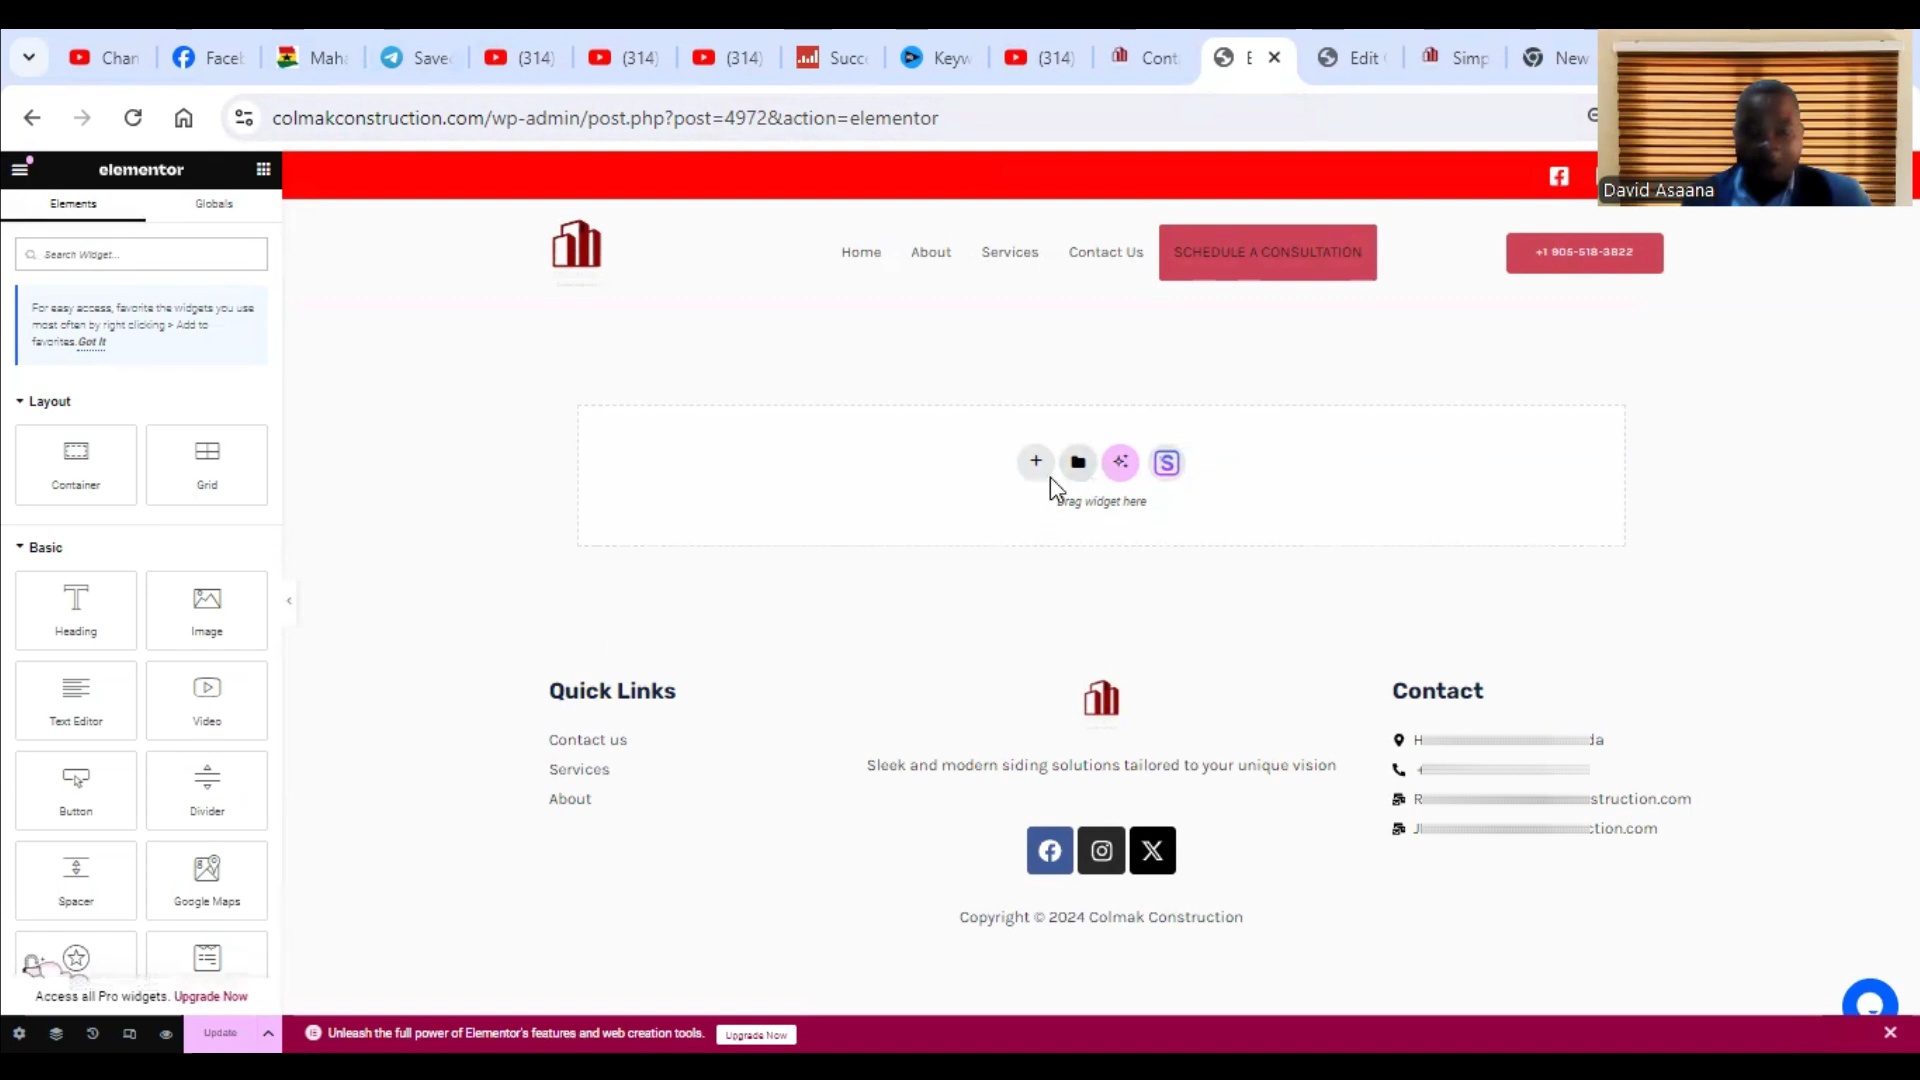 Chan
Facel
Mah
Save
(314)
(314)
(314)
Succ
Keyw
(314)
Cont
E
Edit
Simp
New
colmakconstruction.com/wp-admin/post.php?post=4972&action=elementor
David Asaana
elementor
Elements
Globals
Search Widget...
For easy access, favorite the widgets you use
most often by right clicking > Add to
favorites. Got It
Layout
Container
Grid
Basic
Heading
Image
Text Editor
Video
Button
Divider
Spacer
Google Maps
Access all Pro widgets. Upgrade Now
Update
Home
About
Services
Contact Us
SCHEDULE A CONSULTATION
+1 905-518-3822
Drag widget here
Quick Links
Contact us
Services
About
Sleek and modern siding solutions tailored to your unique vision
Copyright © 2024 Colmak Construction
Contact
H da
+
R struction.com
JI ction.com
Unleash the full power of Elementor's features and web creation tools.
Upgrade Now